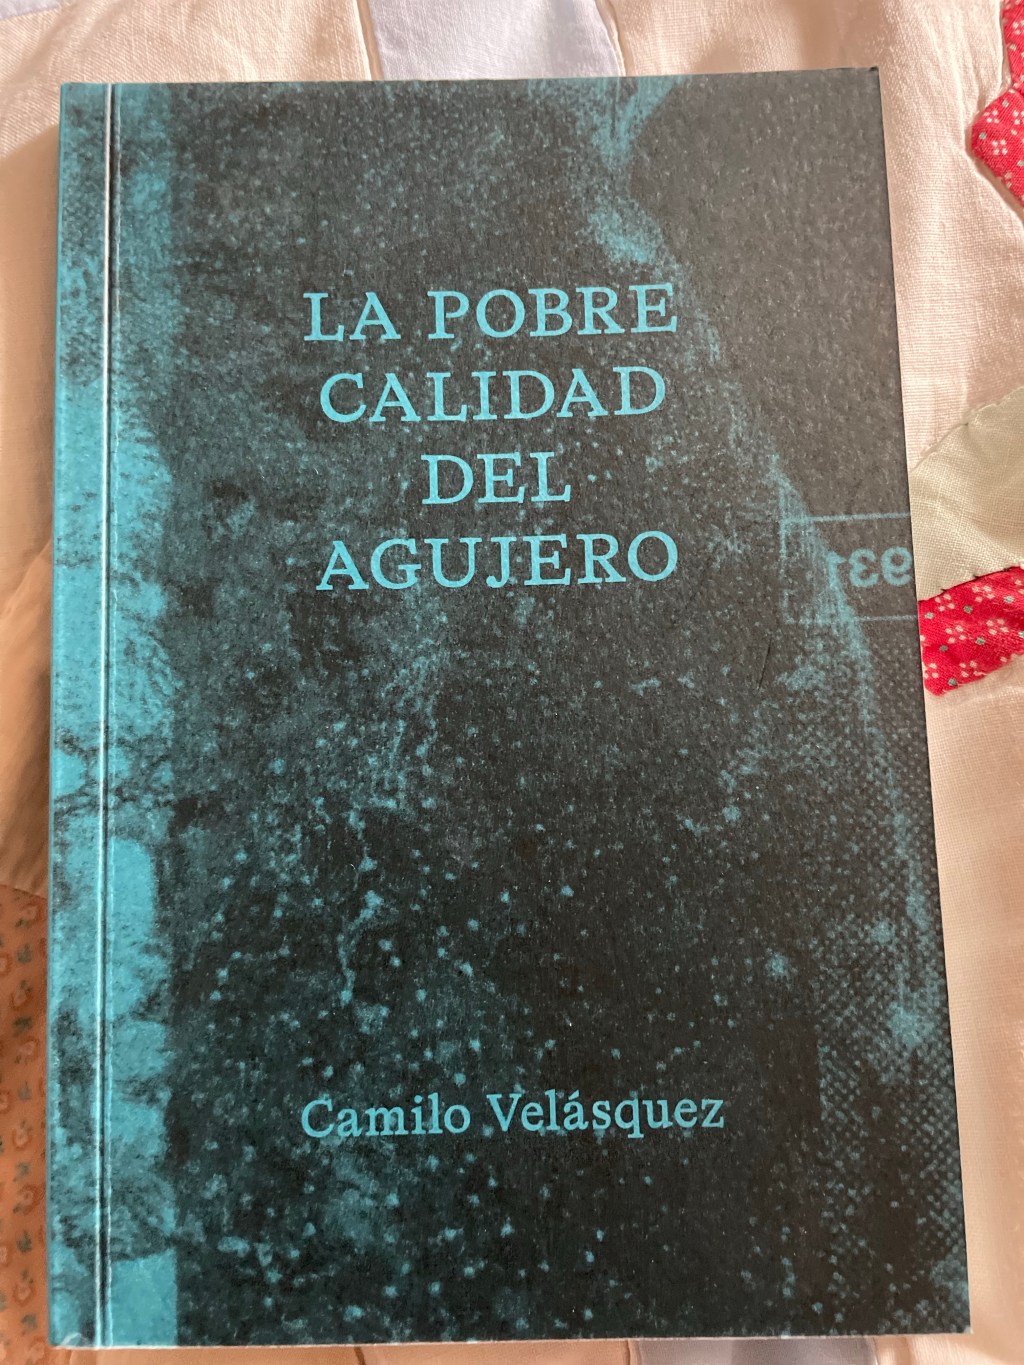 LA POBRE
CALIDAD
DEL
AGUJERO
Camilo Velásquez